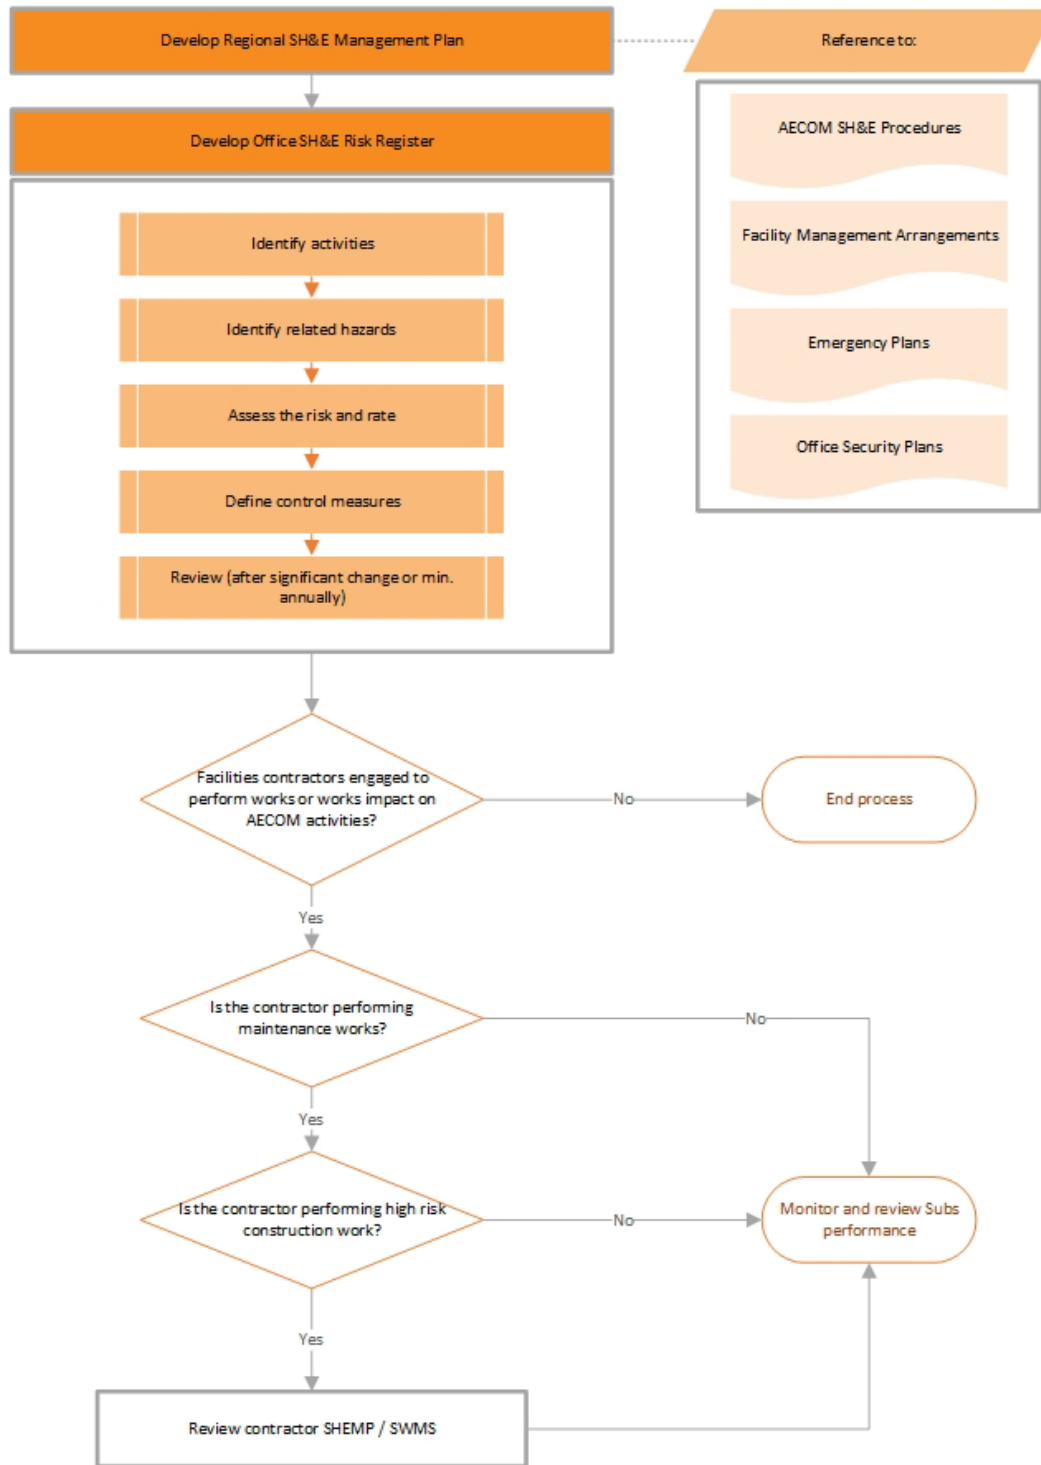 Develop Regional SH&E Management Plan
Reference to:
Develop Office SH&E Risk Register
AECOM SH&E Procedures
Facility Management Arrangements
Emergency Plans
Office Security Plans
Identify activities
Identify related hazards
Assess the risk and rate
Define control measures
Review (after significant change or min.
annually)
Facilities contractors engaged to
perform works or works impact on
AECOM activities?
No
End process
Yes
Is the contractor performing
maintenance works?
No
Yes
Is the contractor performing high risk
construction work?
No
Monitor and review Subs
performance
Yes
Review contractor SHEMP / SWMS